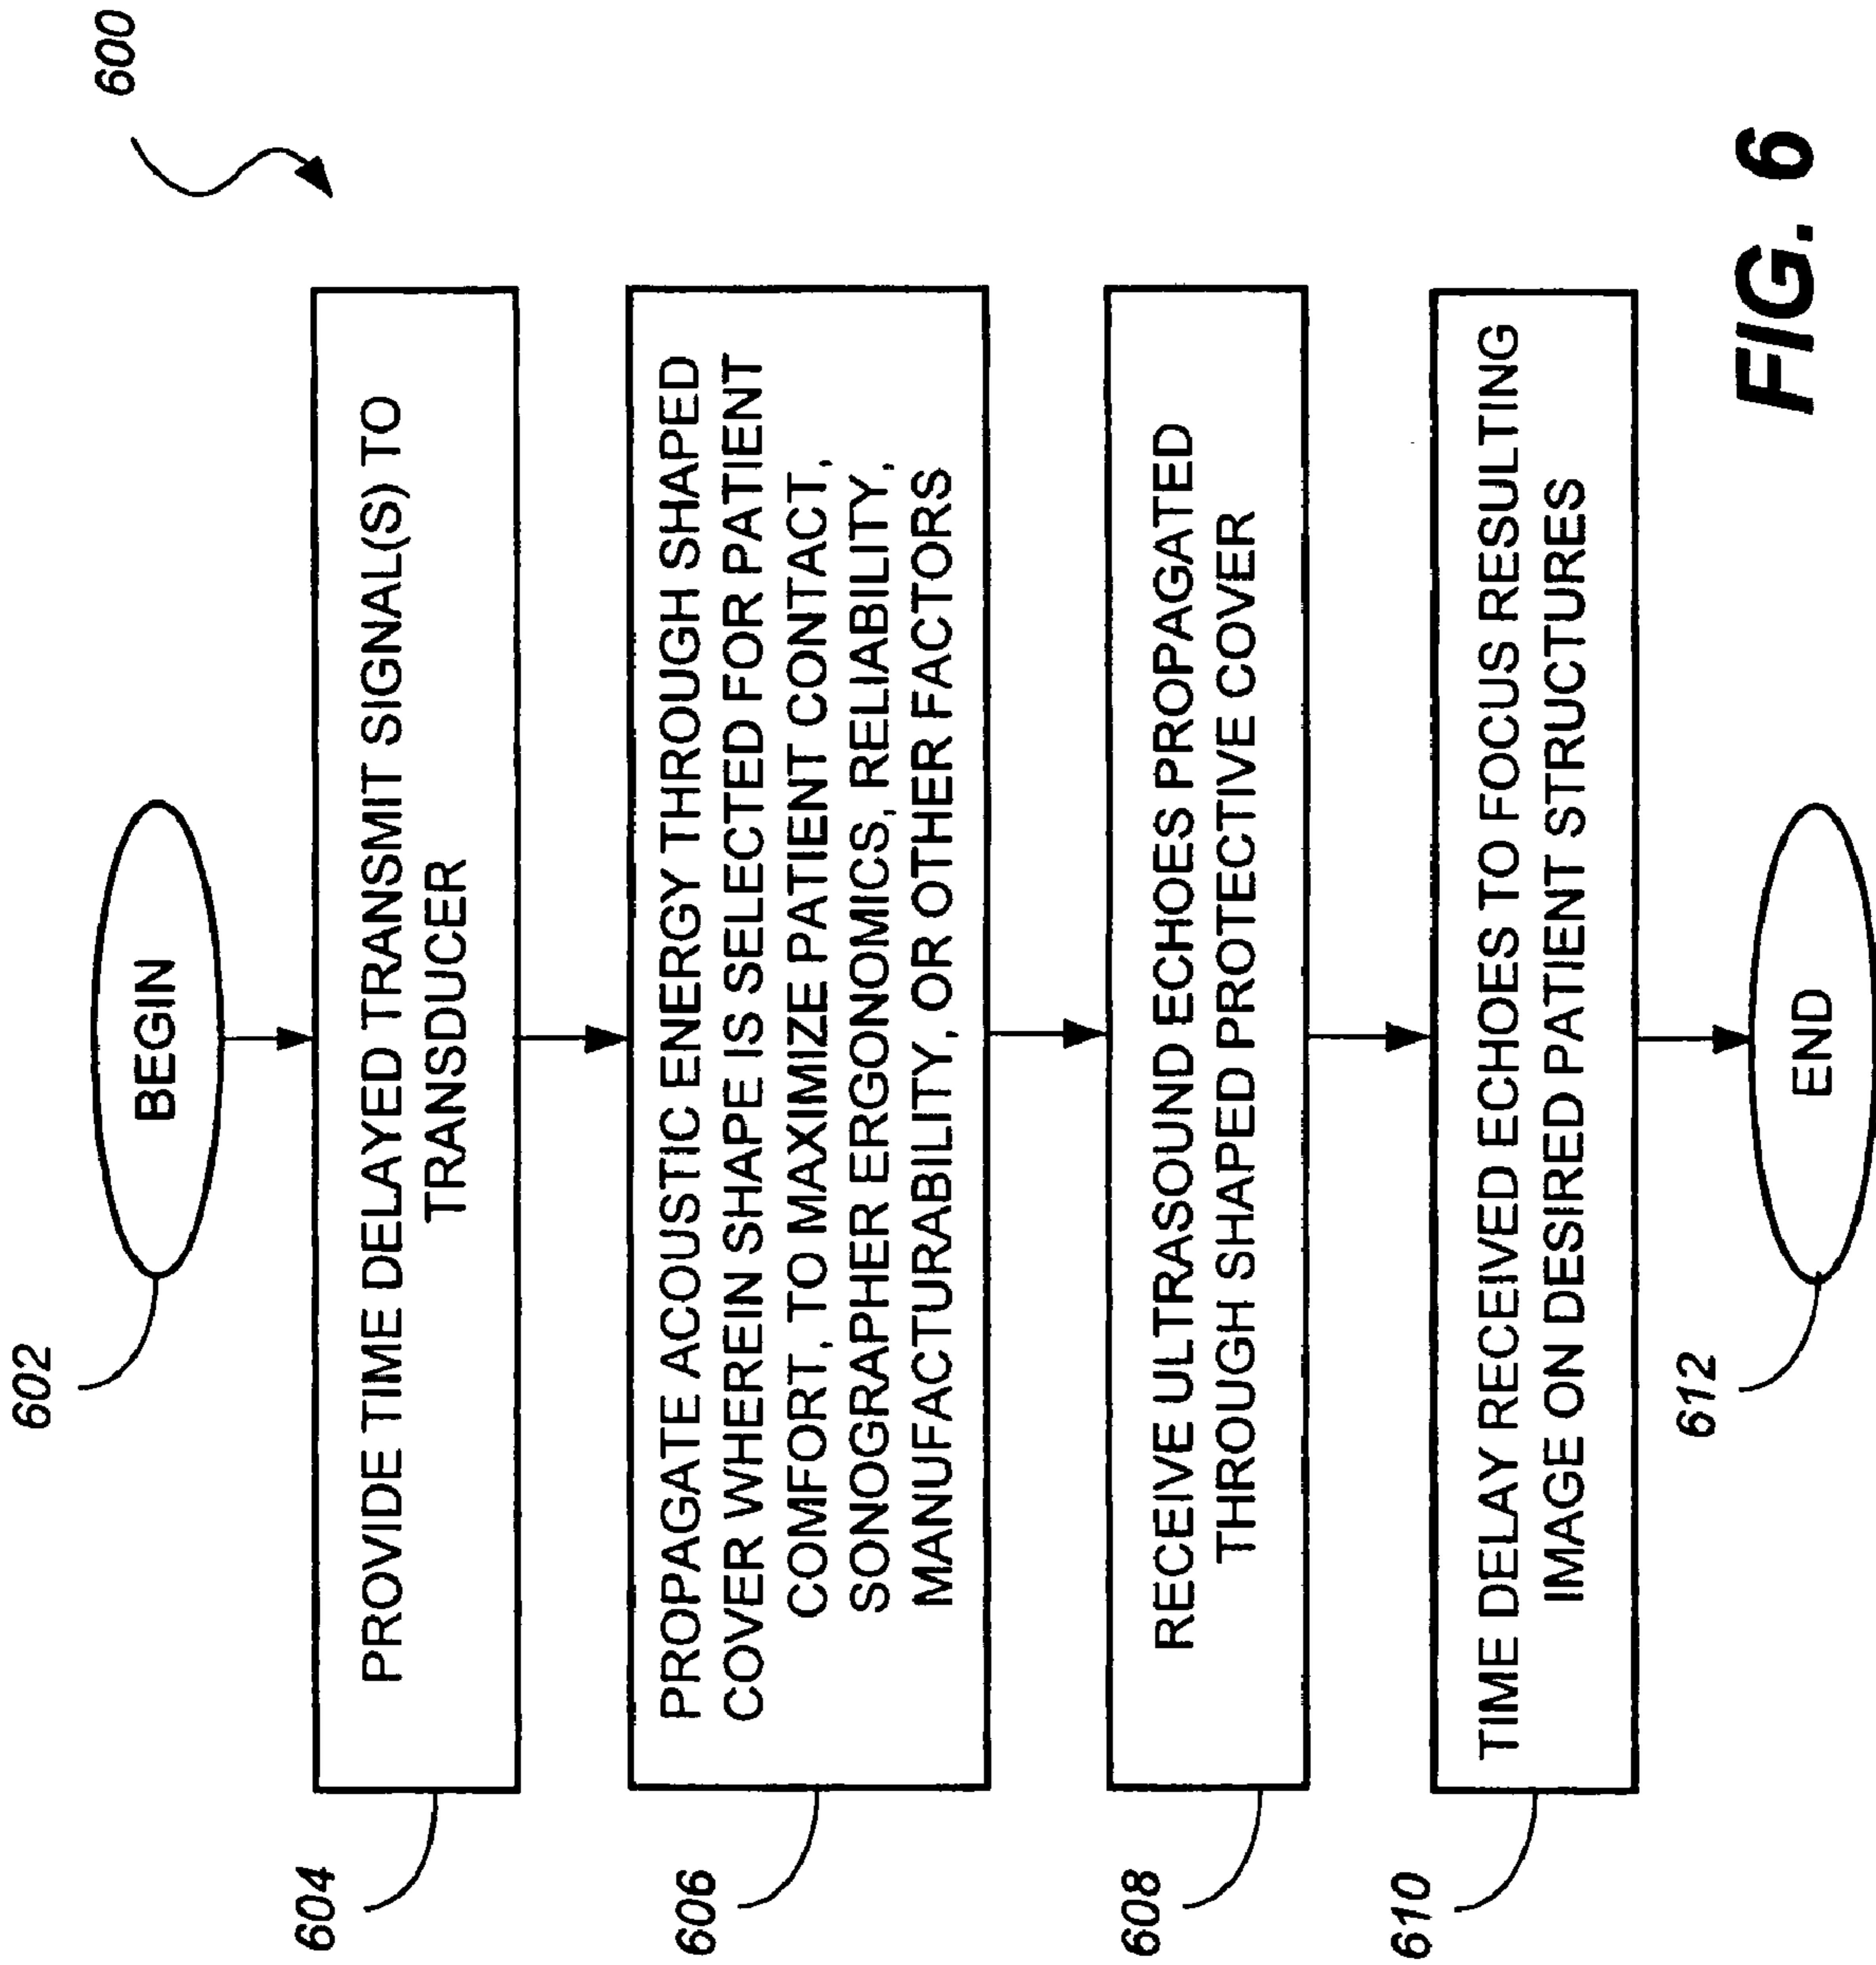 600
602
BEGIN
604
PROVIDE TIME DELAYED TRANSMIT SIGNAL(S) TO
TRANSDUCER
606
PROPAGATE ACOUSTIC ENERGY THROUGH SHAPED
COVER WHEREIN SHAPE IS SELECTED FOR PATIENT
COMFORT, TO MAXIMIZE PATIENT CONTACT,
SONOGRAPHER ERGONOMICS, RELIABILITY,
MANUFACTURABILITY, OR OTHER FACTORS
608
RECEIVE ULTRASOUND ECHOES PROPAGATED
THROUGH SHAPED PROTECTIVE COVER
610
TIME DELAY RECEIVED ECHOES TO FOCUS RESULTING
IMAGE ON DESIRED PATIENT STRUCTURES
612
END
FIG. 6